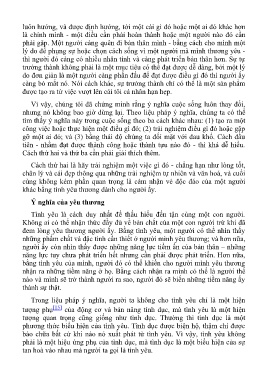 luôn hướng, và được định hướng, tới một cái gì đó hoặc một ai đó khác hơn
là chính mình - một điều cần phải hoàn thành hoặc một người nào đó cần
phải gặp. Một người càng quên đi bản thân mình - bằng cách cho mình một
lý do để phụng sự hoặc chọn cách sống vì một người mà mình thương yêu -
thì người đó càng có nhiều nhân tính và càng phát triển bản thân hơn. Sự tự
trưởng thành không phải là một mục tiêu có thể đạt được dễ dàng, bởi một lý
do đơn giản là một người càng phấn đấu để đạt được điều gì đó thì người ấy
càng bỏ mất nó. Nói cách khác, sự trưởng thành chỉ có thể là một sản phẩm
được tạo ra từ việc vượt lên cái tôi cá nhân hạn hẹp.
Vì vậy, chúng tôi đã chứng minh rằng ý nghĩa cuộc sống luôn thay đổi,
nhưng nó không bao giờ dừng lại. Theo liệu pháp ý nghĩa, chúng ta có thể
tìm thấy ý nghĩa này trong cuộc sống theo ba cách khác nhau: (1) tạo ra một
công việc hoặc thực hiện một điều gì đó; (2) trải nghiệm điều gì đó hoặc gặp
gỡ một ai đó; và (3) bằng thái độ chúng ta đối mặt với đau khổ. Cách đầu
tiên - nhằm đạt được thành công hoặc thành tựu nào đó - thì khá dễ hiểu.
Cách thứ hai và thứ ba cần phải giải thích thêm.
Cách thứ hai là hãy trải nghiệm một việc gì đó - chẳng hạn như lòng tốt,
chân lý và cái đẹp thông qua những trải nghiệm tự nhiên và văn hoá, và cuối
cùng không kém phần quan trọng là cảm nhận vẻ độc đáo của một người
khác bằng tình yêu thương dành cho người ấy.
Ý nghĩa của yêu thương
Tình yêu là cách duy nhất để thấu hiểu đến tận cùng một con người.
Không ai có thể nhận thức đầy đủ về bản chất của một con người trừ khi đã
đem lòng yêu thương người ấy. Bằng tình yêu, một người có thể nhìn thấy
những phẩm chất và đặc tính cần thiết ở người mình yêu thương; và hơn nữa,
người ấy còn nhìn thấy được những năng lực tiềm ẩn của bản thân - những
năng lực tuy chưa phát triển hết nhưng cần phải được phát triển. Hơn nữa,
bằng tình yêu của mình, người đó có thể khiến cho người mình yêu thương
nhận ra những tiềm năng ở họ. Bằng cách nhận ra mình có thể là người thế
nào và mình sẽ trở thành người ra sao, người đó sẽ biến những tiềm năng ấy
thành sự thật.
Trong liệu pháp ý nghĩa, người ta không cho tình yêu chỉ là một hiện
tượng phụ của động cơ và bản năng tình dục, mà tình yêu là một hiện
tượng quan trọng cũng giống như tình dục. Thường thì tình dục là một
phương thức biểu hiện của tình yêu. Tình dục được biện hộ, thậm chí được
bào chữa bất cứ khi nào nó xuất phát từ tình yêu. Vì vậy, tình yêu không
phải là một hiệu ứng phụ của tình dục, mà tình dục là một biểu hiện của sự
tan hoà vào nhau mà người ta gọi là tình yêu.